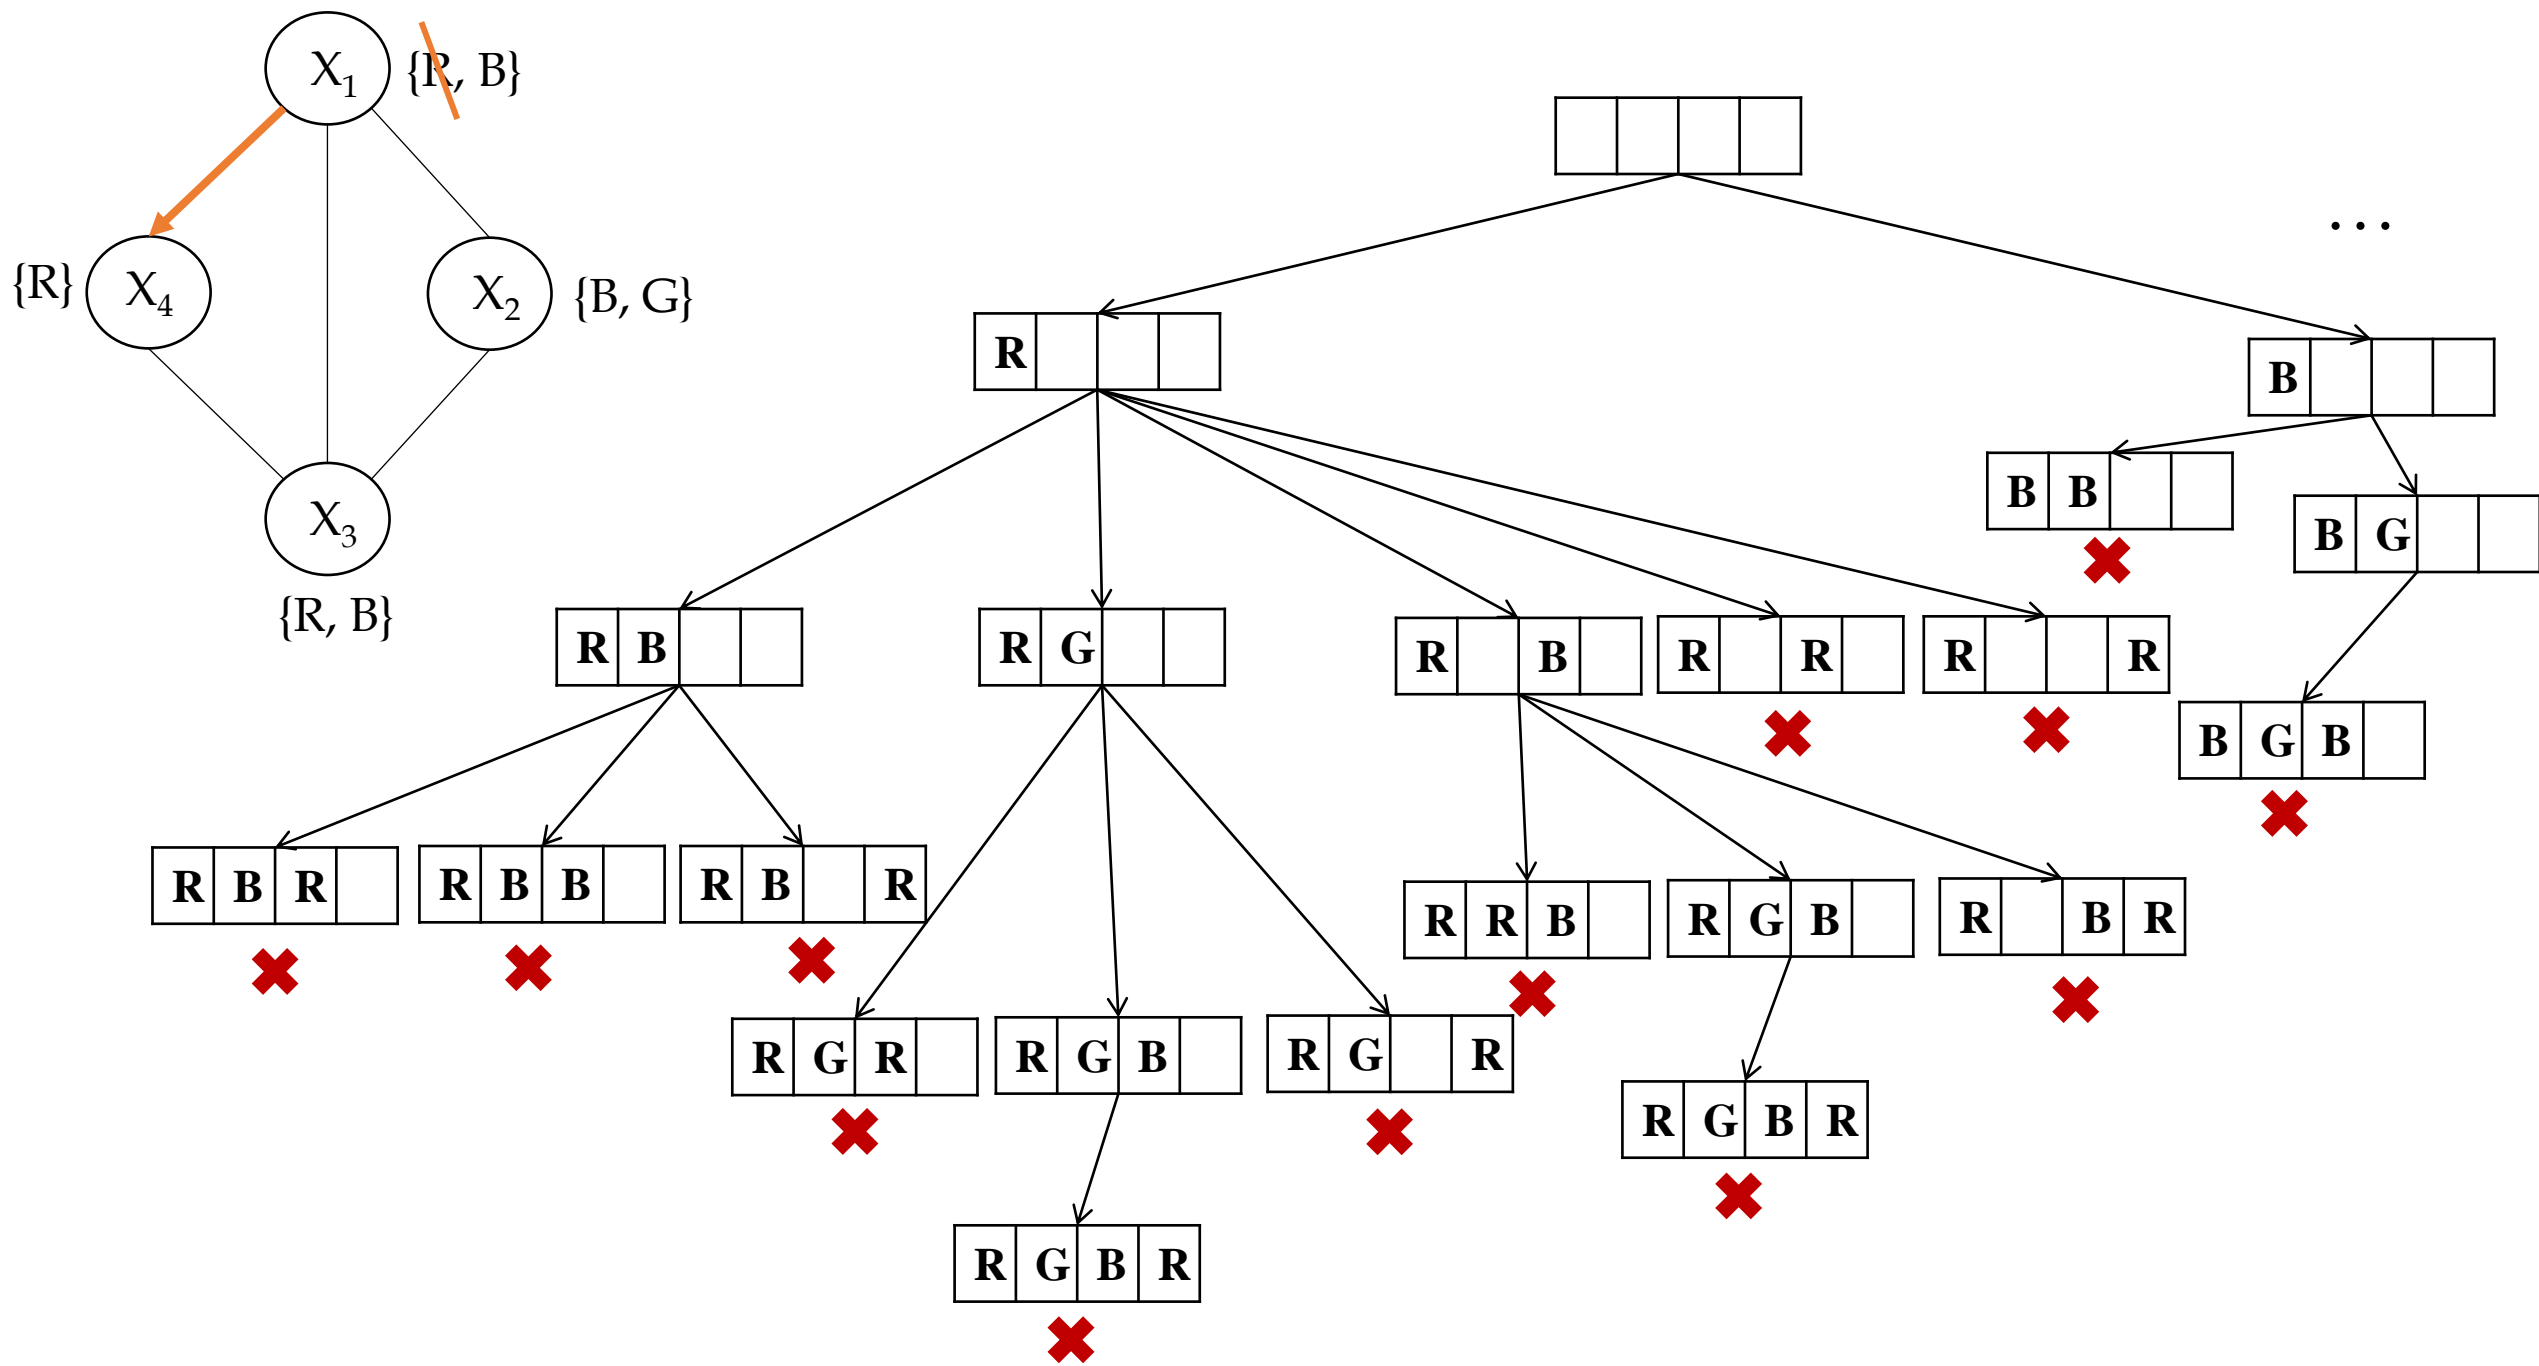 X1 {R, B}
. . .
{R} X4 X2 {B, G}
R
B
B B
B G
X3
{R, B}
R B
R G
R B
R R
R R
B G B
R B R
R B B
R B R
R R B
R G B
R B R
R G R
R G B
R G R
R G B R
R G B R